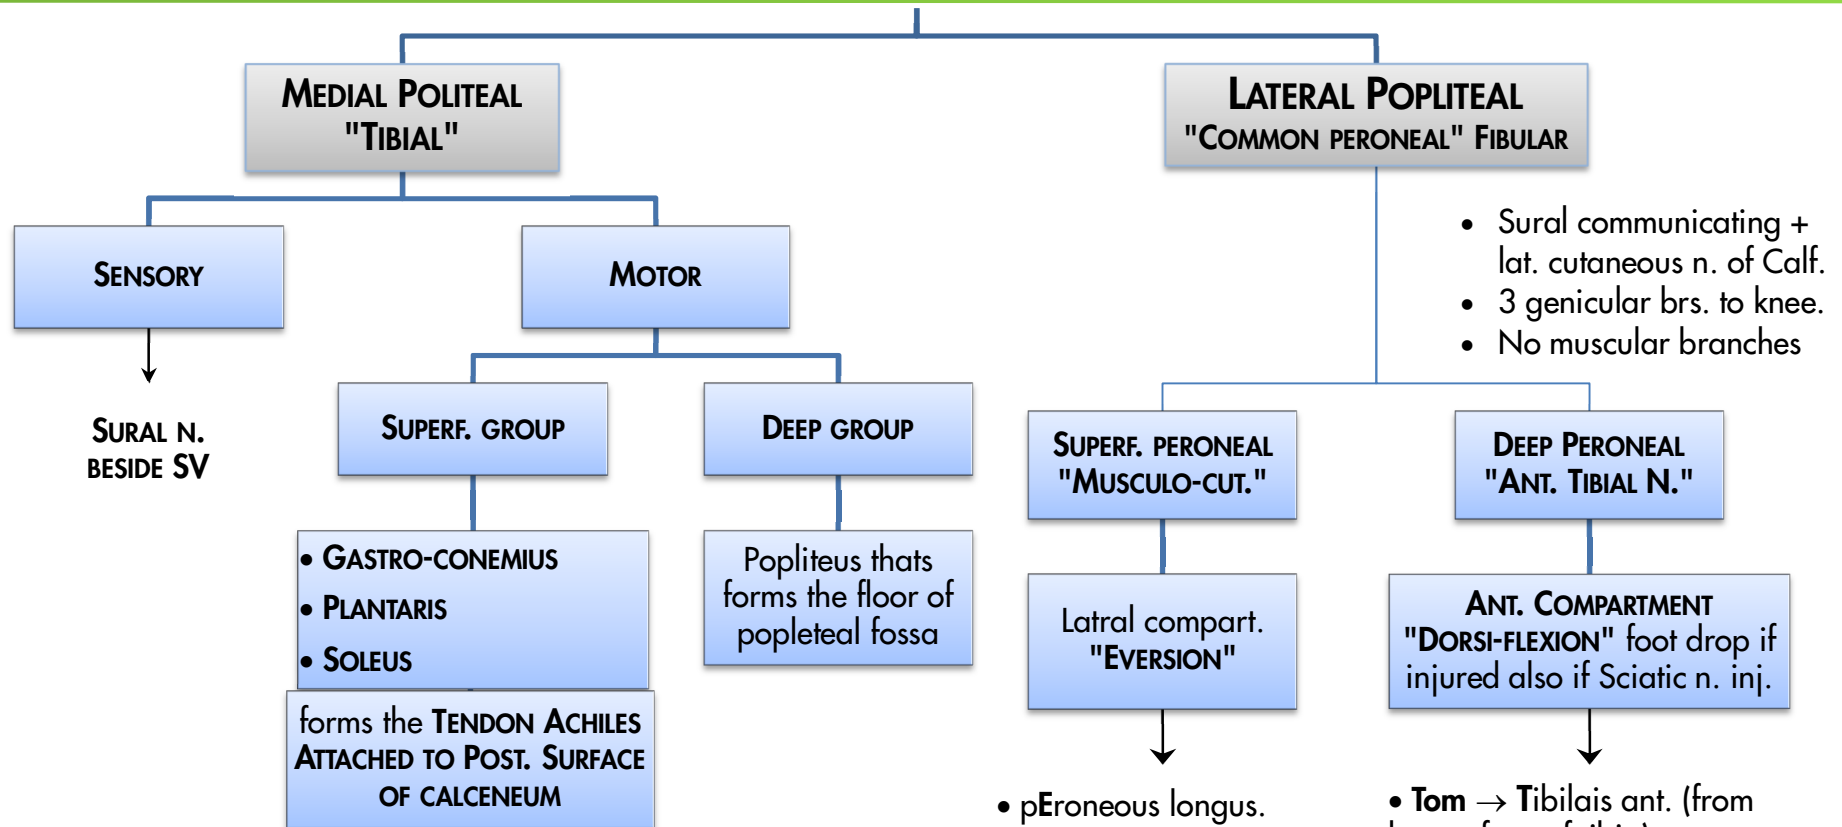 MEDIAL POLITEAL
"TIBIAL"
LATERAL POPLITEAL
"COMMON PERONEAL" FIBULAR
SENSORY
MOTOR
• Sural communicating +
lat. cutaneous n. of Calf.
• 3 genicular brs. to knee.
• No muscular branches
SURAL N.
BESIDE SV
SUPERF. GROUP
DEEP GROUP
SUPERF. PERONEAL
"MUSCULO-CUT."
DEEP PERONEAL
"ANT. TIBIAL N."
• GASTRO-CONEMIUS
• PLANTARIS
• SOLEUS
forms the TENDON ACHILES
ATTACHED TO POST. SURFACE
OF CALCENEUM
Popliteus thats
forms the floor of
popleteal fossa
Latral compart.
"EVERSION"
ANT. COMPARTMENT
"DORSI-FLEXION" foot drop if
injured also if Sciatic n. inj.
• pEroneous longus.
• Tom → Tibilais ant. (from